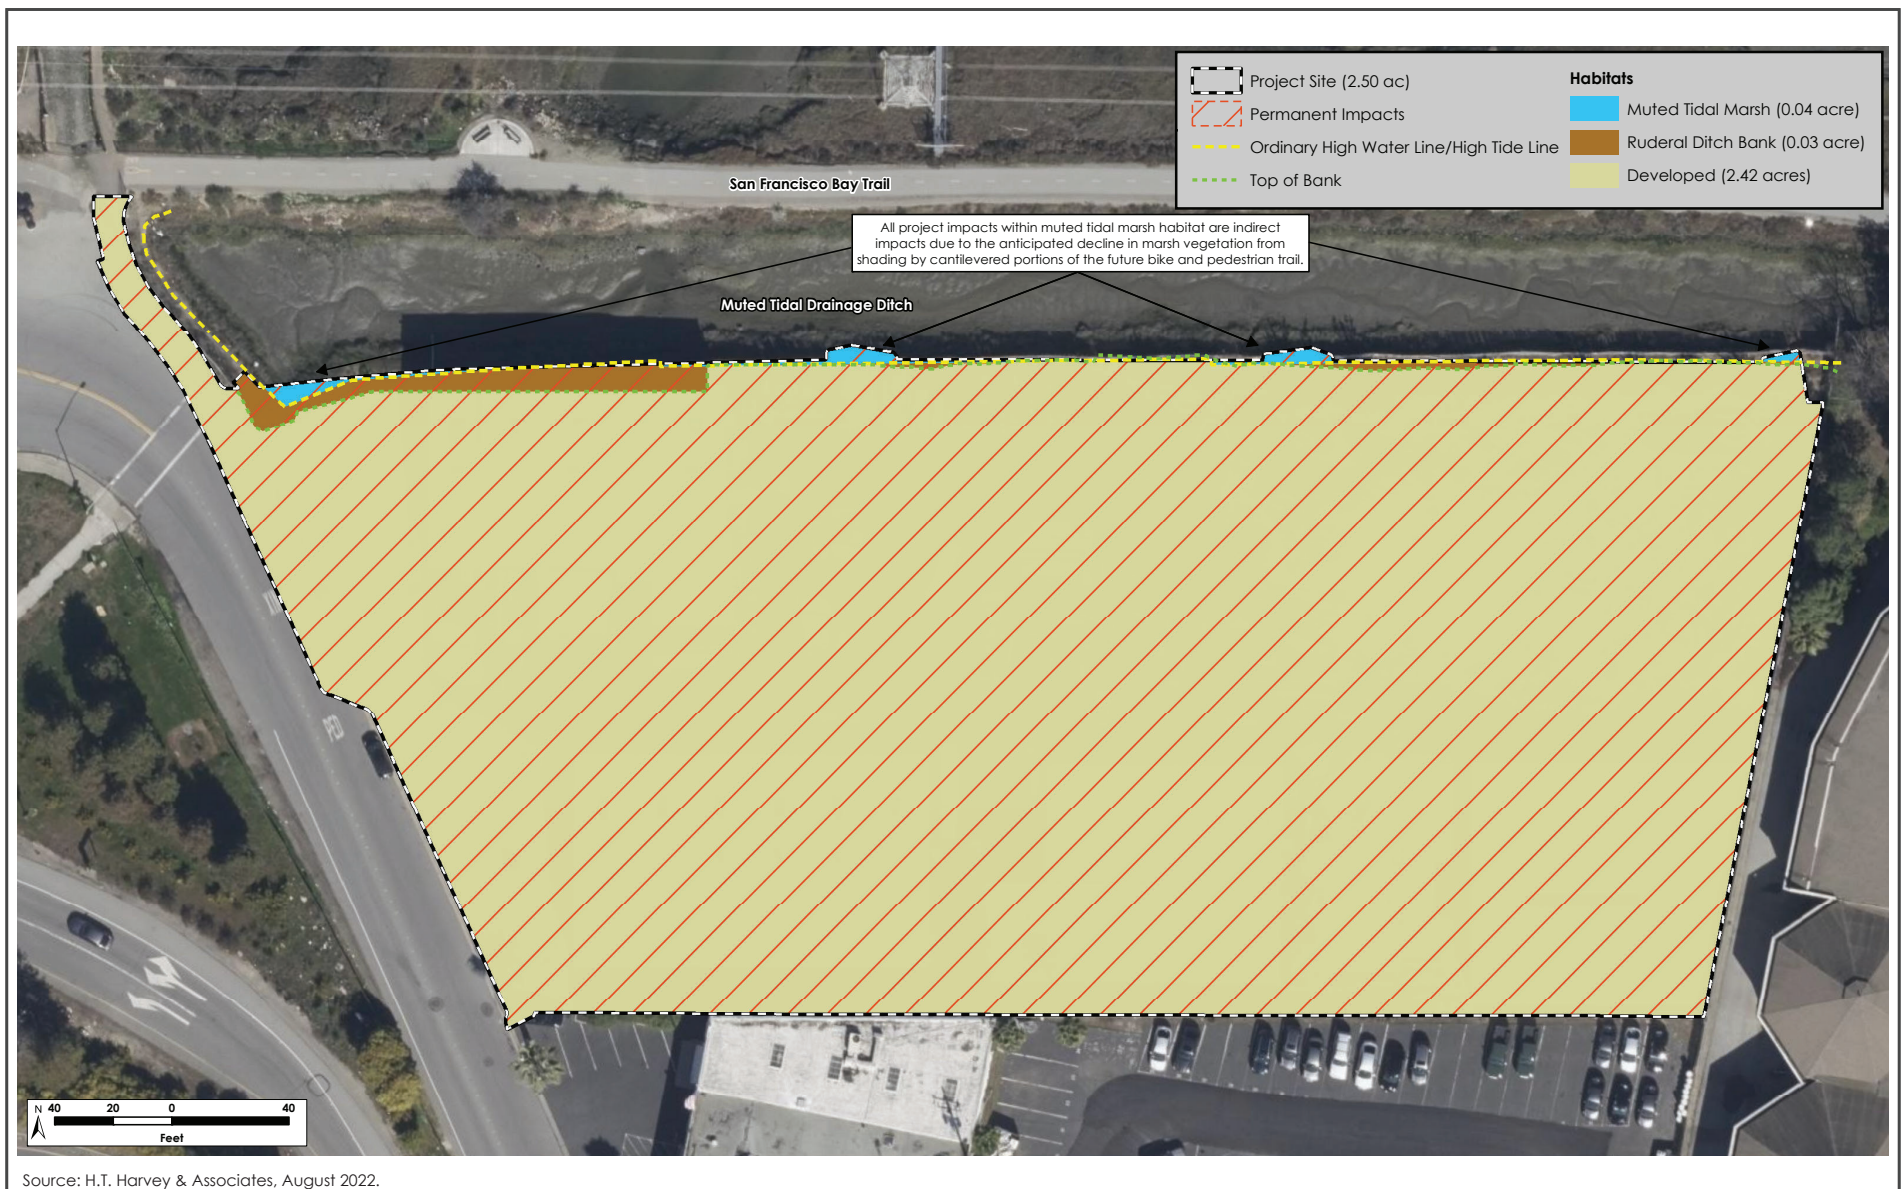 Project Site (2.50 ac)
Permanent Impacts
Ordinary High Water Line/High Tide Line
Top of Bank
Habitats
Muted Tidal Marsh (0.04 acre)
Ruderal Ditch Bank (0.03 acre)
Developed (2.42 acres)
San Francisco Bay Trail
All project impacts within muted tidal marsh habitat are indirect
impacts due to the anticipated decline in marsh vegetation from
shading by cantilevered portions of the future bike and pedestrian trail.
Muted Tidal Drainage Ditch
N 40 20 0 40
Feet
Source: H.T. Harvey & Associates, August 2022.